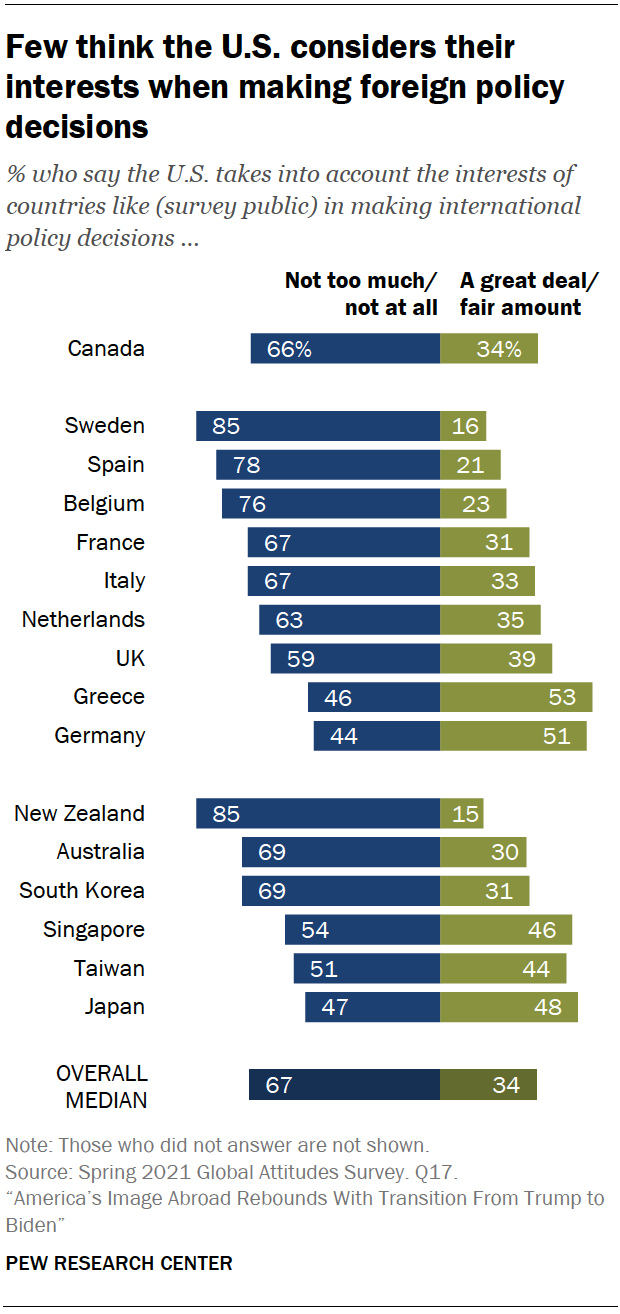 Few think the U.S. considers their
interests when making foreign policy
decisions
% who say the U.S. takes into account the interests of
countries like (survey public) in making international
policy decisions ...
Not too much/ A great deal/
not at all fair amount
Canada 66% 34%
Sweden 85 16
Spain 78 21
Belgium 76 23
France 67 31
Italy 67 33
Netherlands 63 35
UK 59 39
Greece 46 53
Germany 44 51
New Zealand 85 15
Australia 69 30
South Korea 69 31
Singapore 54 46
Taiwan 51 44
Japan 47 48
OVERALL
MEDIAN 67 34
Note: Those who did not answer are not shown.
Source: Spring 2021 Global Attitudes Survey. Q17.
“America’s Image Abroad Rebounds With Transition From Trump to
Biden”
PEW RESEARCH CENTER